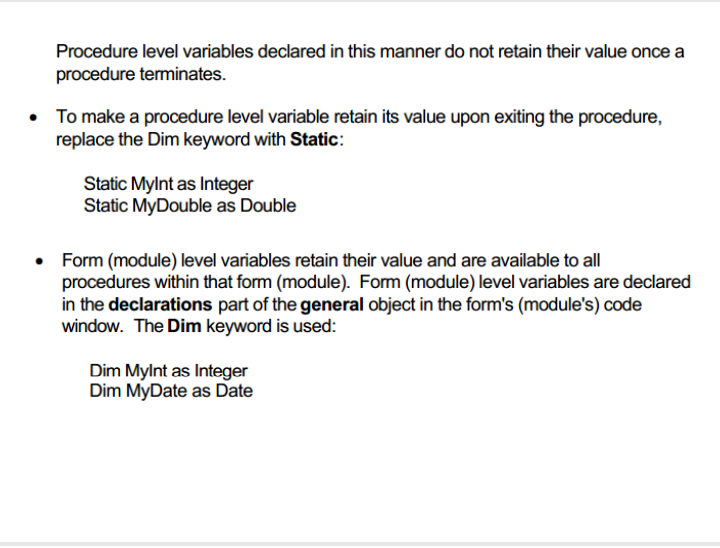 Procedure level variables declared in this manner do not retain their value once a
procedure terminates.
• To make a procedure level variable retain its value upon exiting the procedure,
replace the Dim keyword with Static:
Static MyInt as Integer
Static MyDouble as Double
• Form (module) level variables retain their value and are available to all
procedures within that form (module). Form (module) level variables are declared
in the declarations part of the general object in the form's (module's) code
window. The Dim keyword is used:
Dim MyInt as Integer
Dim MyDate as Date